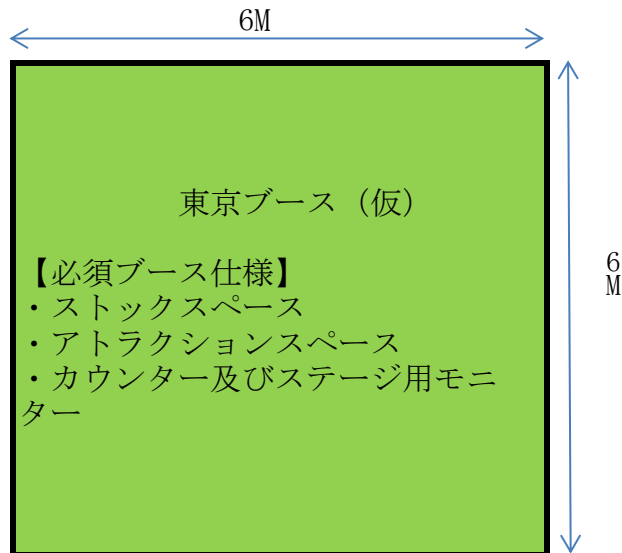 6M
東京ブース（仮）
【必須ブース仕様】
・ストックスペース
・アトラクションスペース
・カウンター及びステージ用モニ
ター
6M